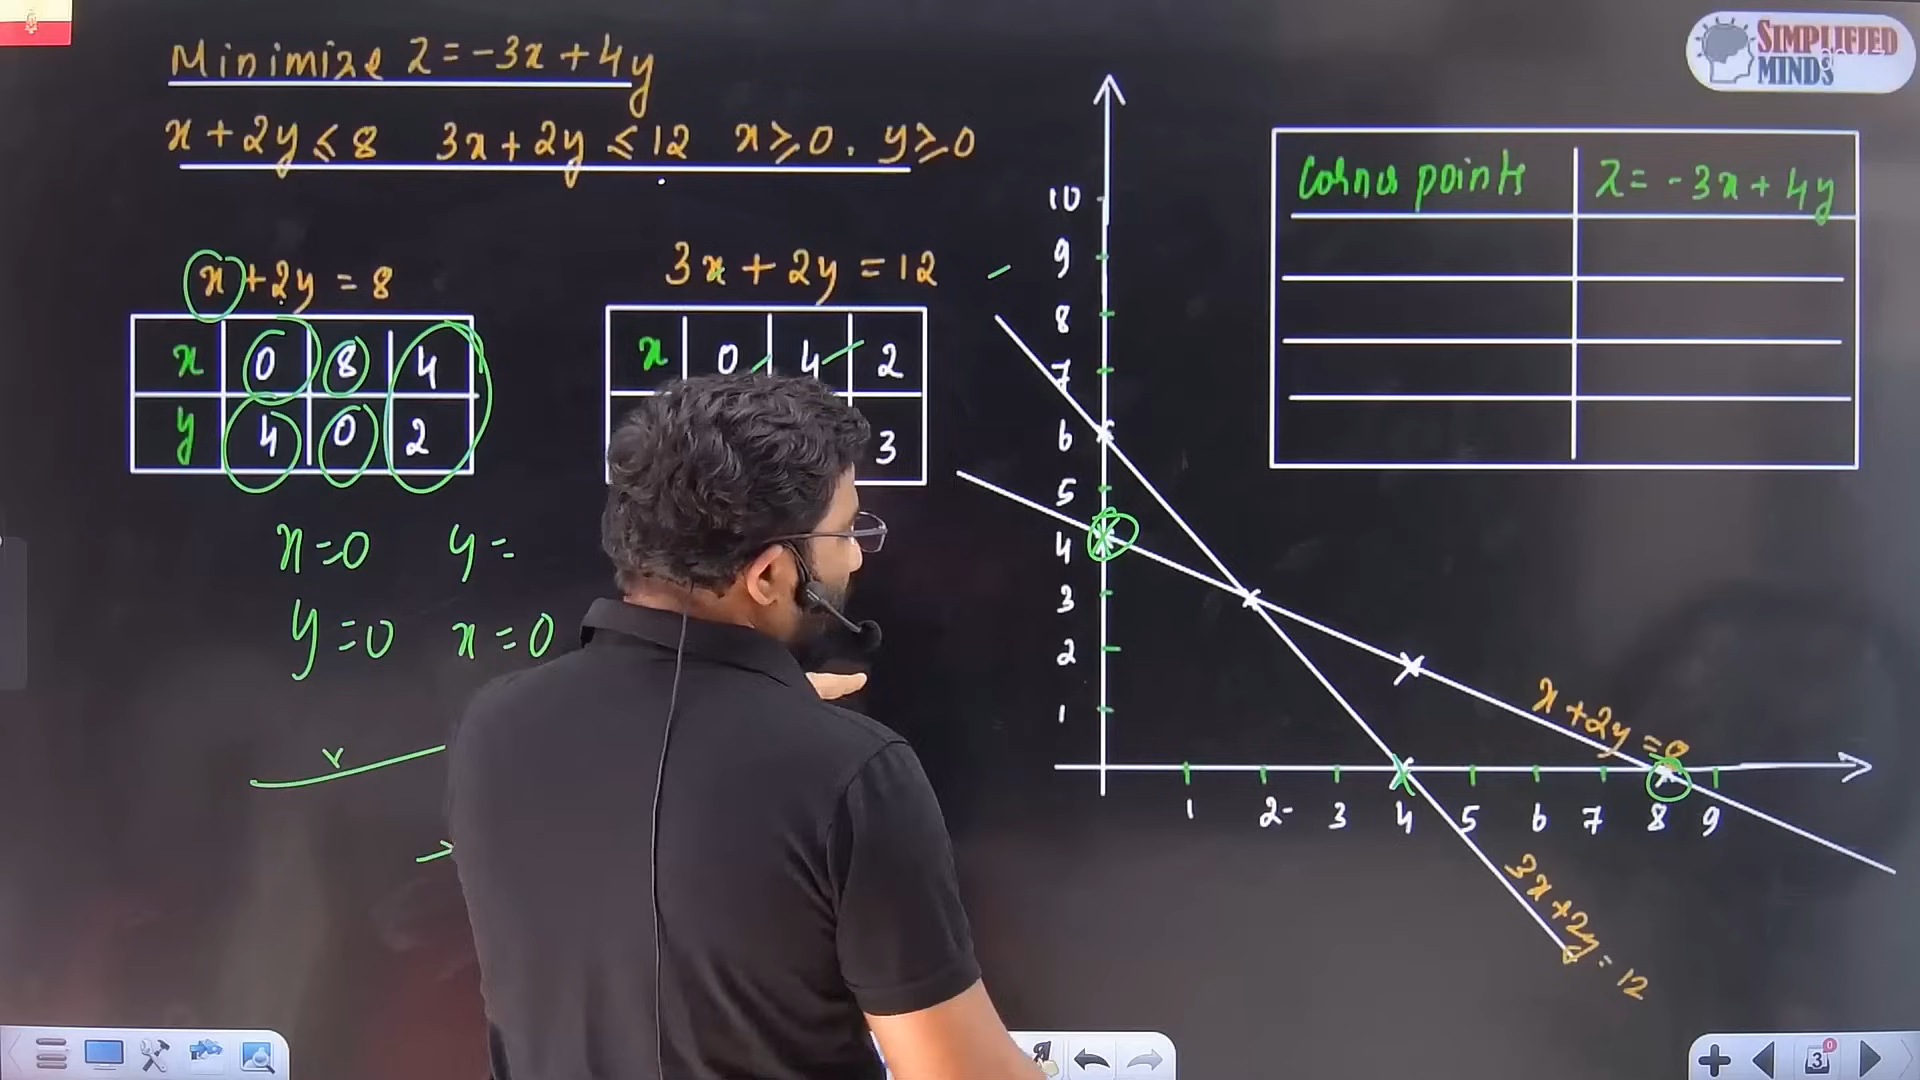 Minimize Z = -3x + 4y
x + 2y ≤ 8   3x + 2y ≤ 12   x ≥ 0 . y ≥ 0
x + 2y = 8
x 0 8 4
y 4 0 2
x = 0   y =
y = 0   x = 0
3x + 2y = 12
x 0 4 2
3
10
9
8
7
6
5
4
3
2
1
1 2 3 4 5 6 7 8 9
x + 2y = 8
3x + 2y = 12
SIMPLIFIED
MINDS
Corner points   Z = -3x + 4y
3
0